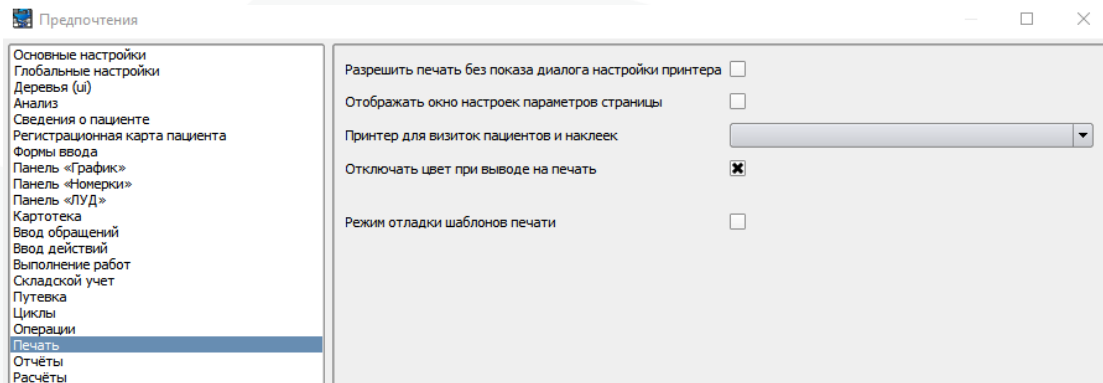 Предпочтения
Основные настройки
Глобальные настройки
Деревья (ui)
Анализ
Сведения о пациенте
Регистрационная карта пациента
Формы ввода
Панель «График»
Панель «Номерки»
Панель «ЛУД»
Картотека
Ввод обращений
Ввод действий
Выполнение работ
Складской учет
Путевка
Циклы
Операции
Печать
Отчёты
Расчёты
Разрешить печать без показа диалога настройки принтера
Отображать окно настроек параметров страницы
Принтер для визиток пациентов и наклеек
Отключать цвет при выводе на печать
Режим отладки шаблонов печати